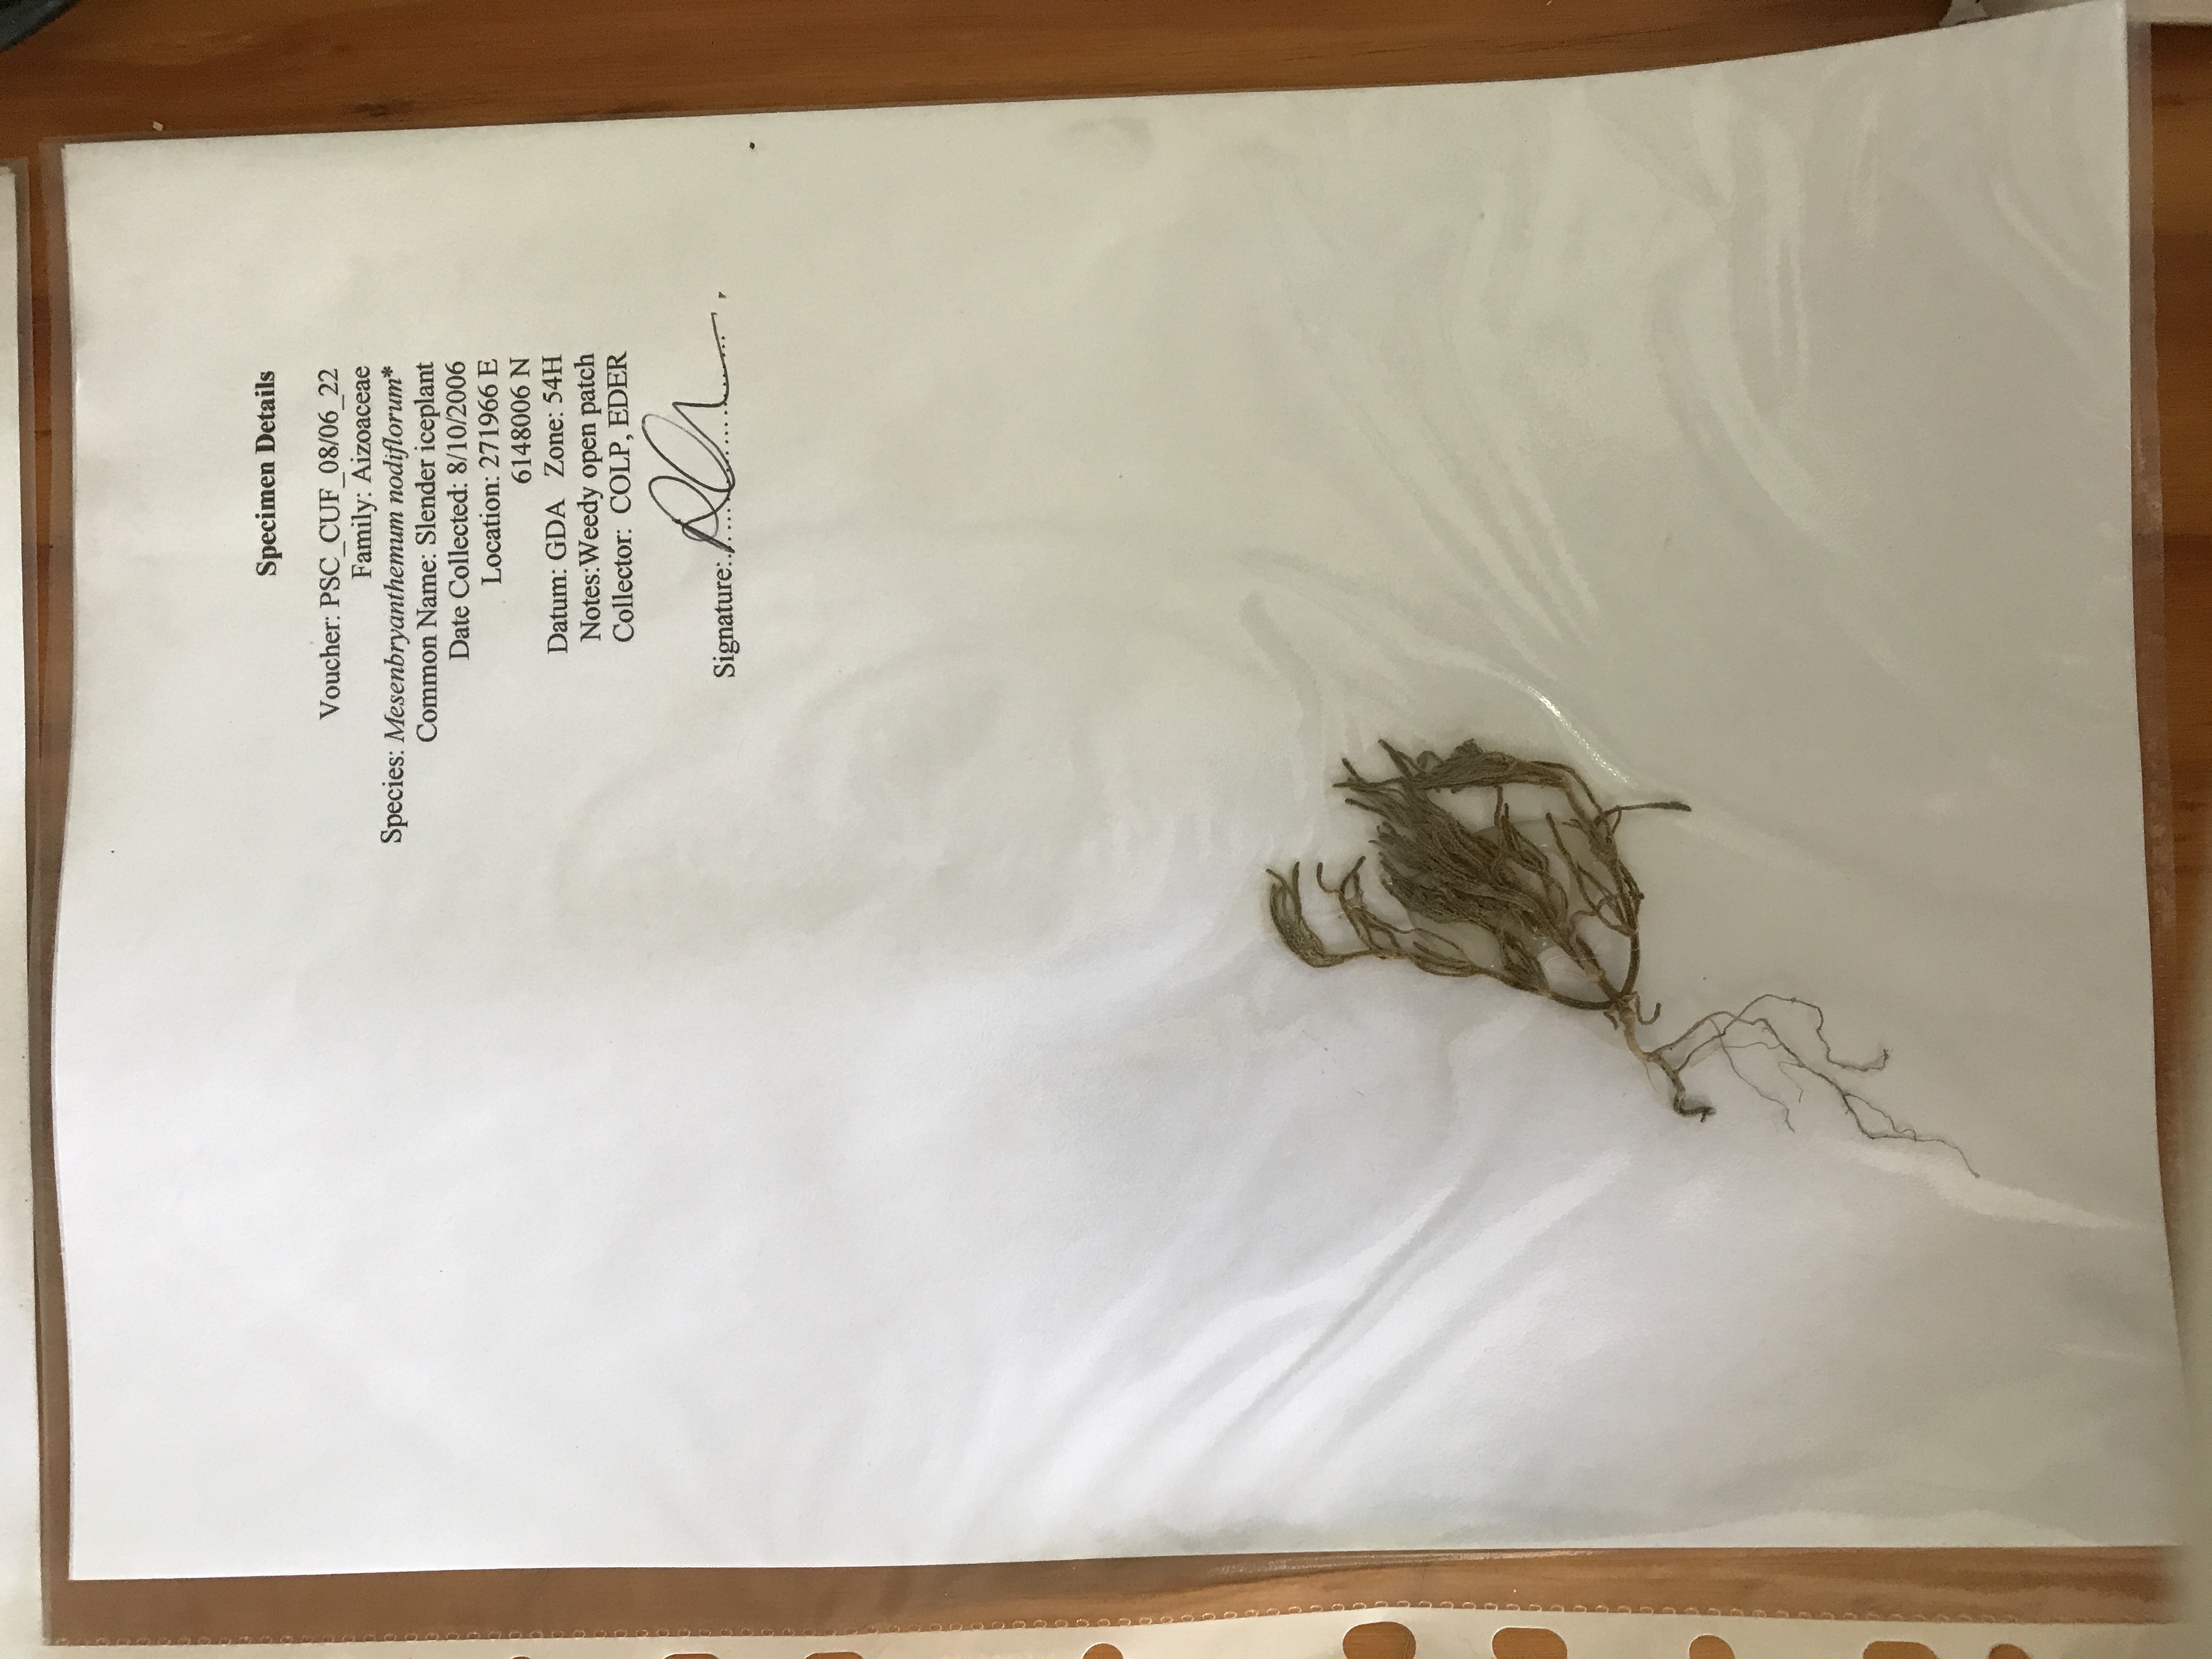 Specimen Details
Voucher: PSC_CUF_08/06_22
Family: Aizoaceae
Species: Mesenbryanthemum nodiflorum*
Common Name: Slender iceplant
Date Collected: 8/10/2006
Location: 271966 E
6148006 N
Datum: GDA Zone: 54H
Notes:Weedy open patch
Collector: COLP, EDER
Signature: